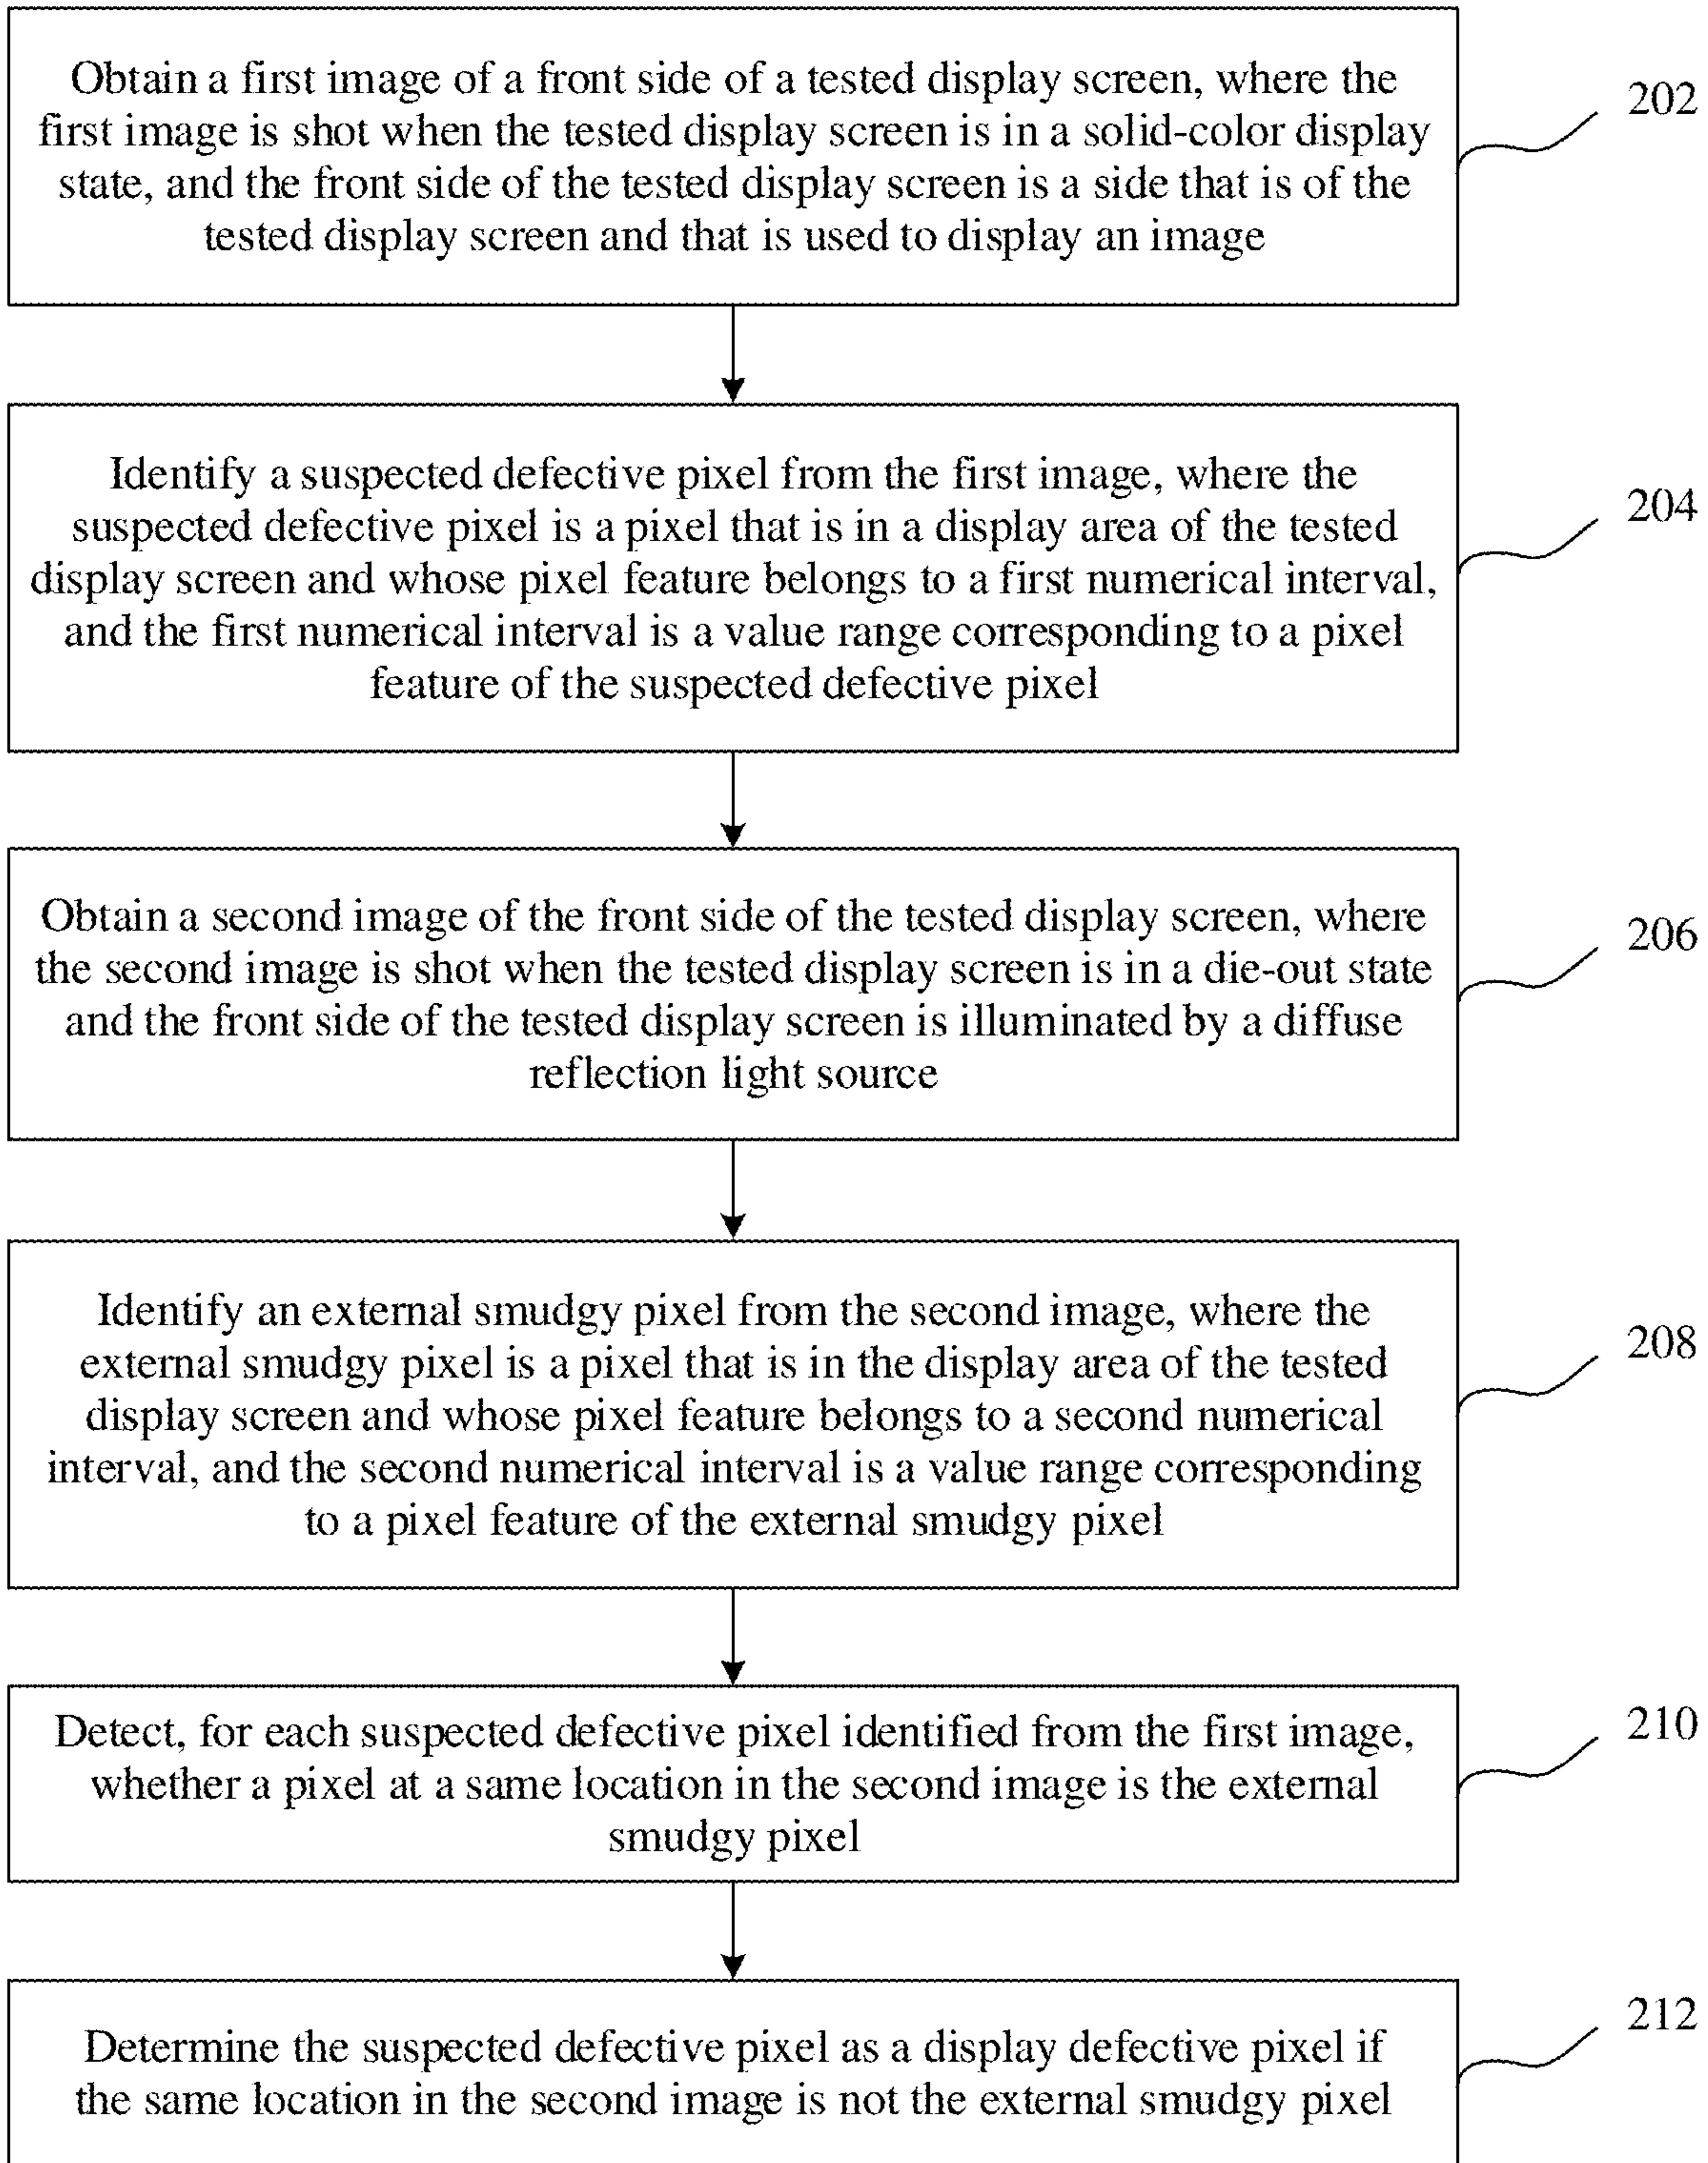 Obtain a first image of a front side of a tested display screen, where the
first image is shot when the tested display screen is in a solid-color display
state, and the front side of the tested display screen is a side that is of the
tested display screen and that is used to display an image
202
Identify a suspected defective pixel from the first image, where the
suspected defective pixel is a pixel that is in a display area of the tested
display screen and whose pixel feature belongs to a first numerical interval,
and the first numerical interval is a value range corresponding to a pixel
feature of the suspected defective pixel
204
Obtain a second image of the front side of the tested display screen, where
the second image is shot when the tested display screen is in a die-out state
and the front side of the tested display screen is illuminated by a diffuse
reflection light source
206
Identify an external smudgy pixel from the second image, where the
external smudgy pixel is a pixel that is in the display area of the tested
display screen and whose pixel feature belongs to a second numerical
interval, and the second numerical interval is a value range corresponding
to a pixel feature of the external smudgy pixel
208
Detect, for each suspected defective pixel identified from the first image,
whether a pixel at a same location in the second image is the external
smudgy pixel
210
Determine the suspected defective pixel as a display defective pixel if
the same location in the second image is not the external smudgy pixel
212